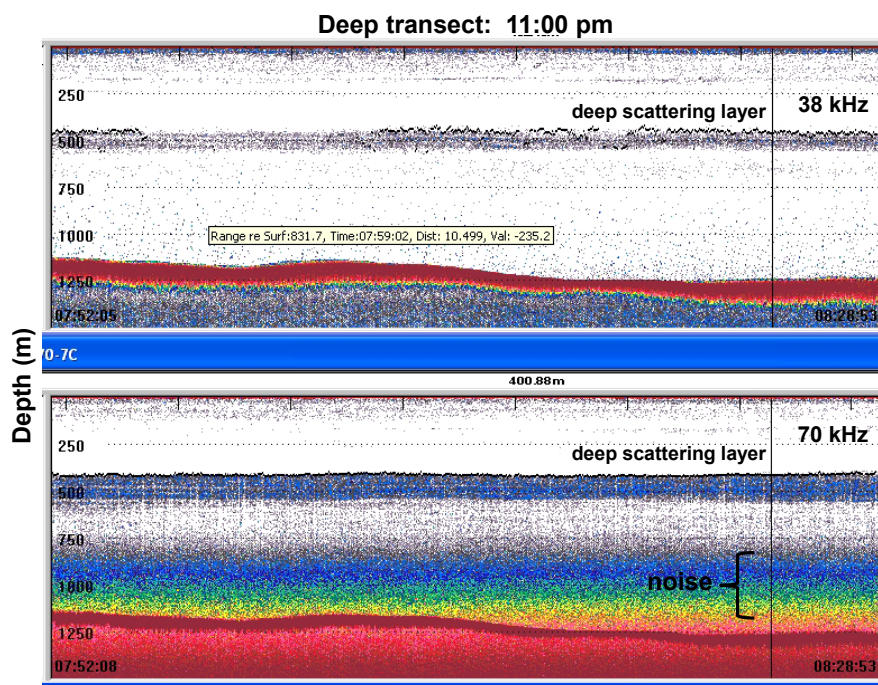 Deep transect: 11:00 pm
250
deep scattering layer
38 kHz
500
750
1000
Range re Surf:831.7, Time:07:59:02, Dist: 10.499, Val: -235.2
1250
07:52:05
08:28:53
Depth (m)
70-7C
400.88m
250
70 kHz
deep scattering layer
500
750
noise
1000
1250
07:52:08
08:28:53